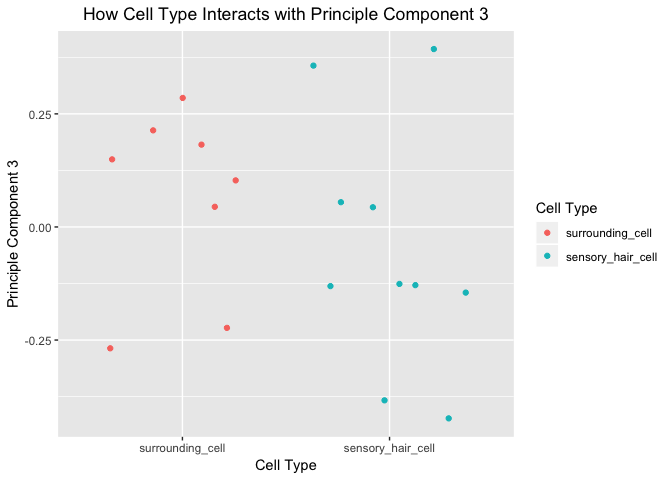 How Cell Type Interacts with Principle Component 3
Principle Component 3
0.25
0.00
-0.25
surrounding_cell
sensory_hair_cell
Cell Type
Cell Type
surrounding_cell
sensory_hair_cell